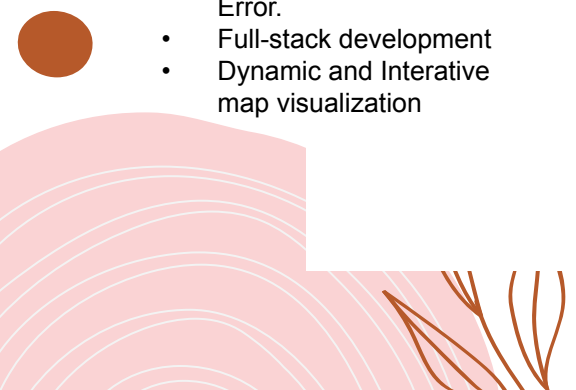 Error.
• Full-stack development
• Dynamic and Interative
map visualization